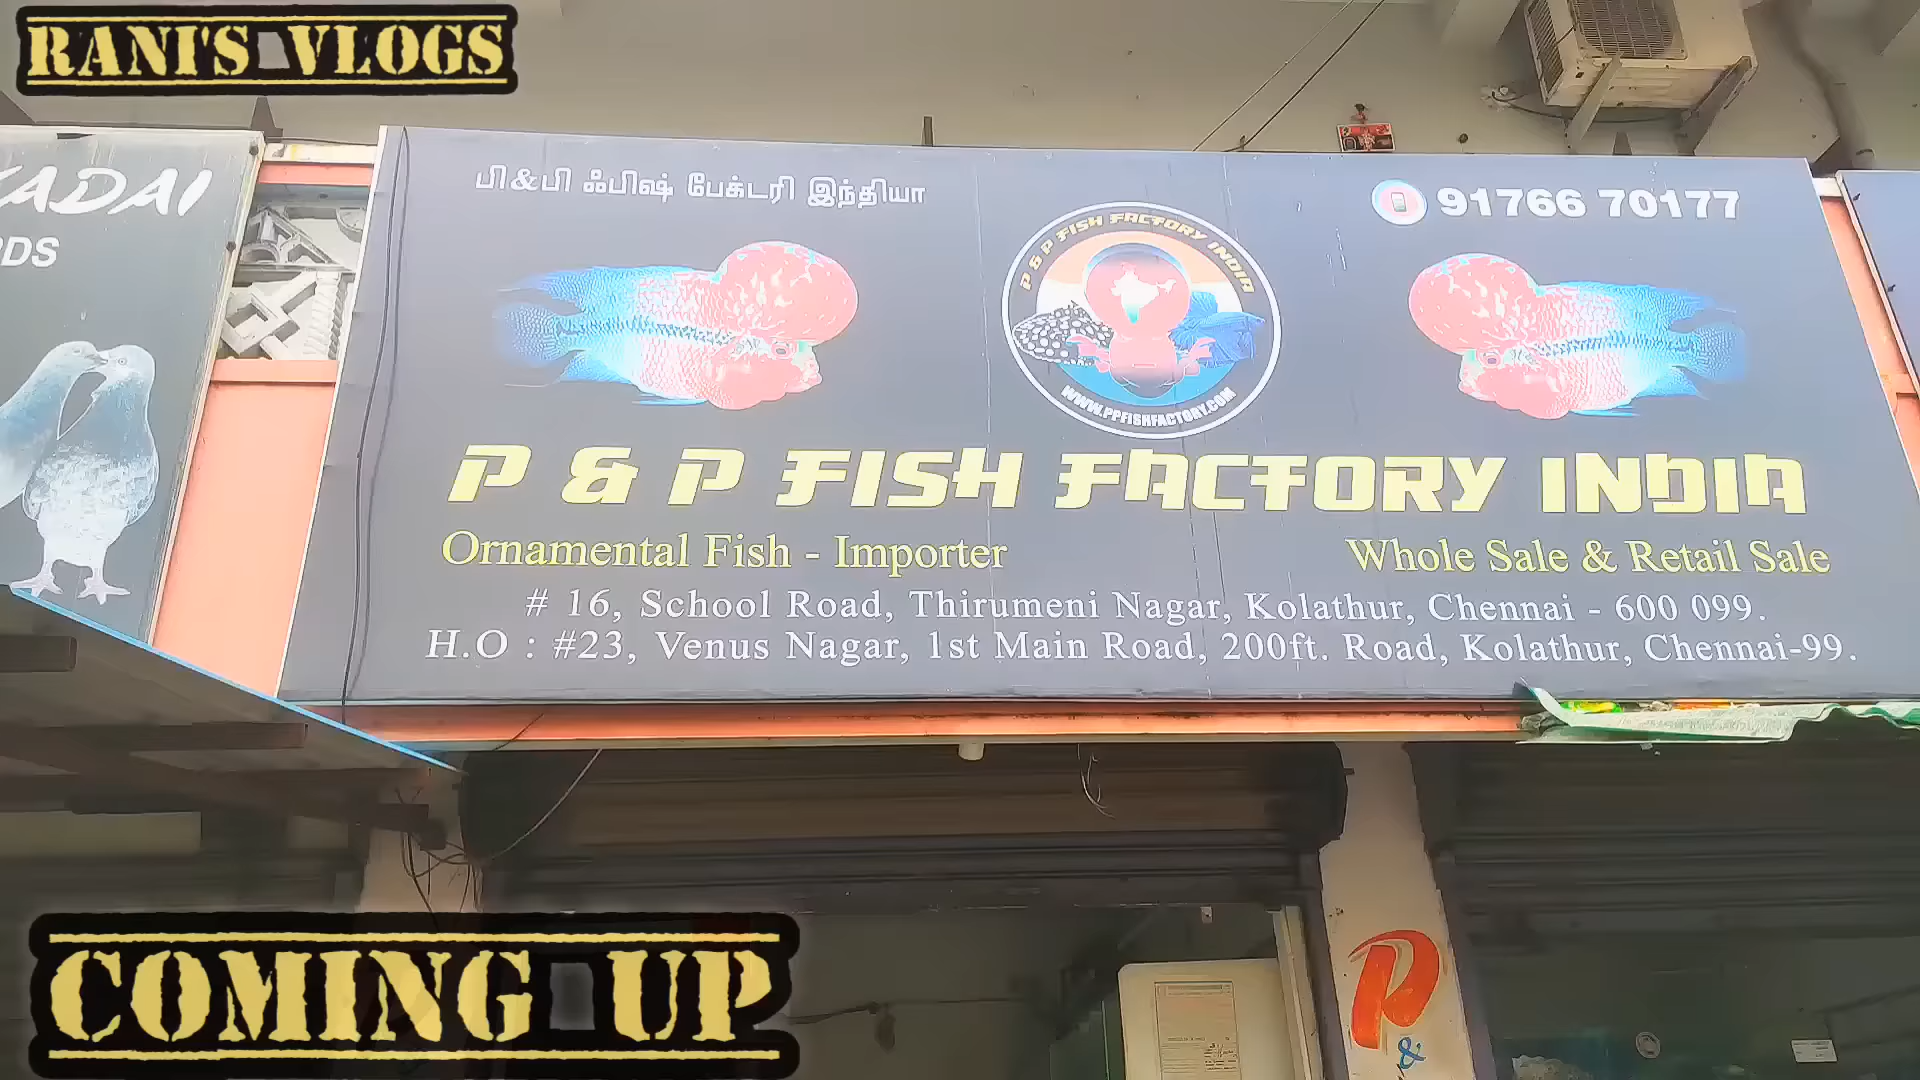 RANI'S VLOGS
KADAI
பி&பி ஃபிஷ் பேக்டரி இந்தியா
91766 70177
P & P FISH FACTORY INDIA
WWW.PPFISHFACTORY.COM
P & P FISH FACTORY INDIA
Ornamental Fish - Importer
Whole Sale & Retail Sale
# 16, School Road, Thirumeni Nagar, Kolathur, Chennai - 600 099.
H.O : #23, Venus Nagar, 1st Main Road, 200ft. Road, Kolathur, Chennai-99.
COMING UP
P
&